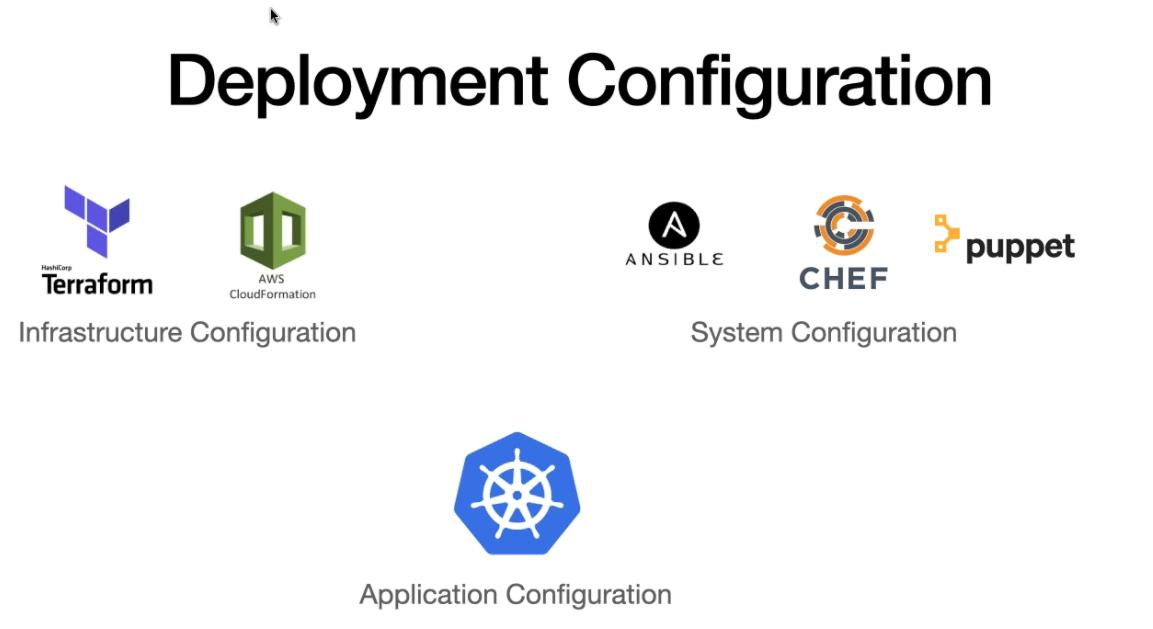 Deployment Configuration
HashiCorp
Terraform
AWS
CloudFormation
Infrastructure Configuration
ANSIBLE
CHEF
puppet
System Configuration
Application Configuration